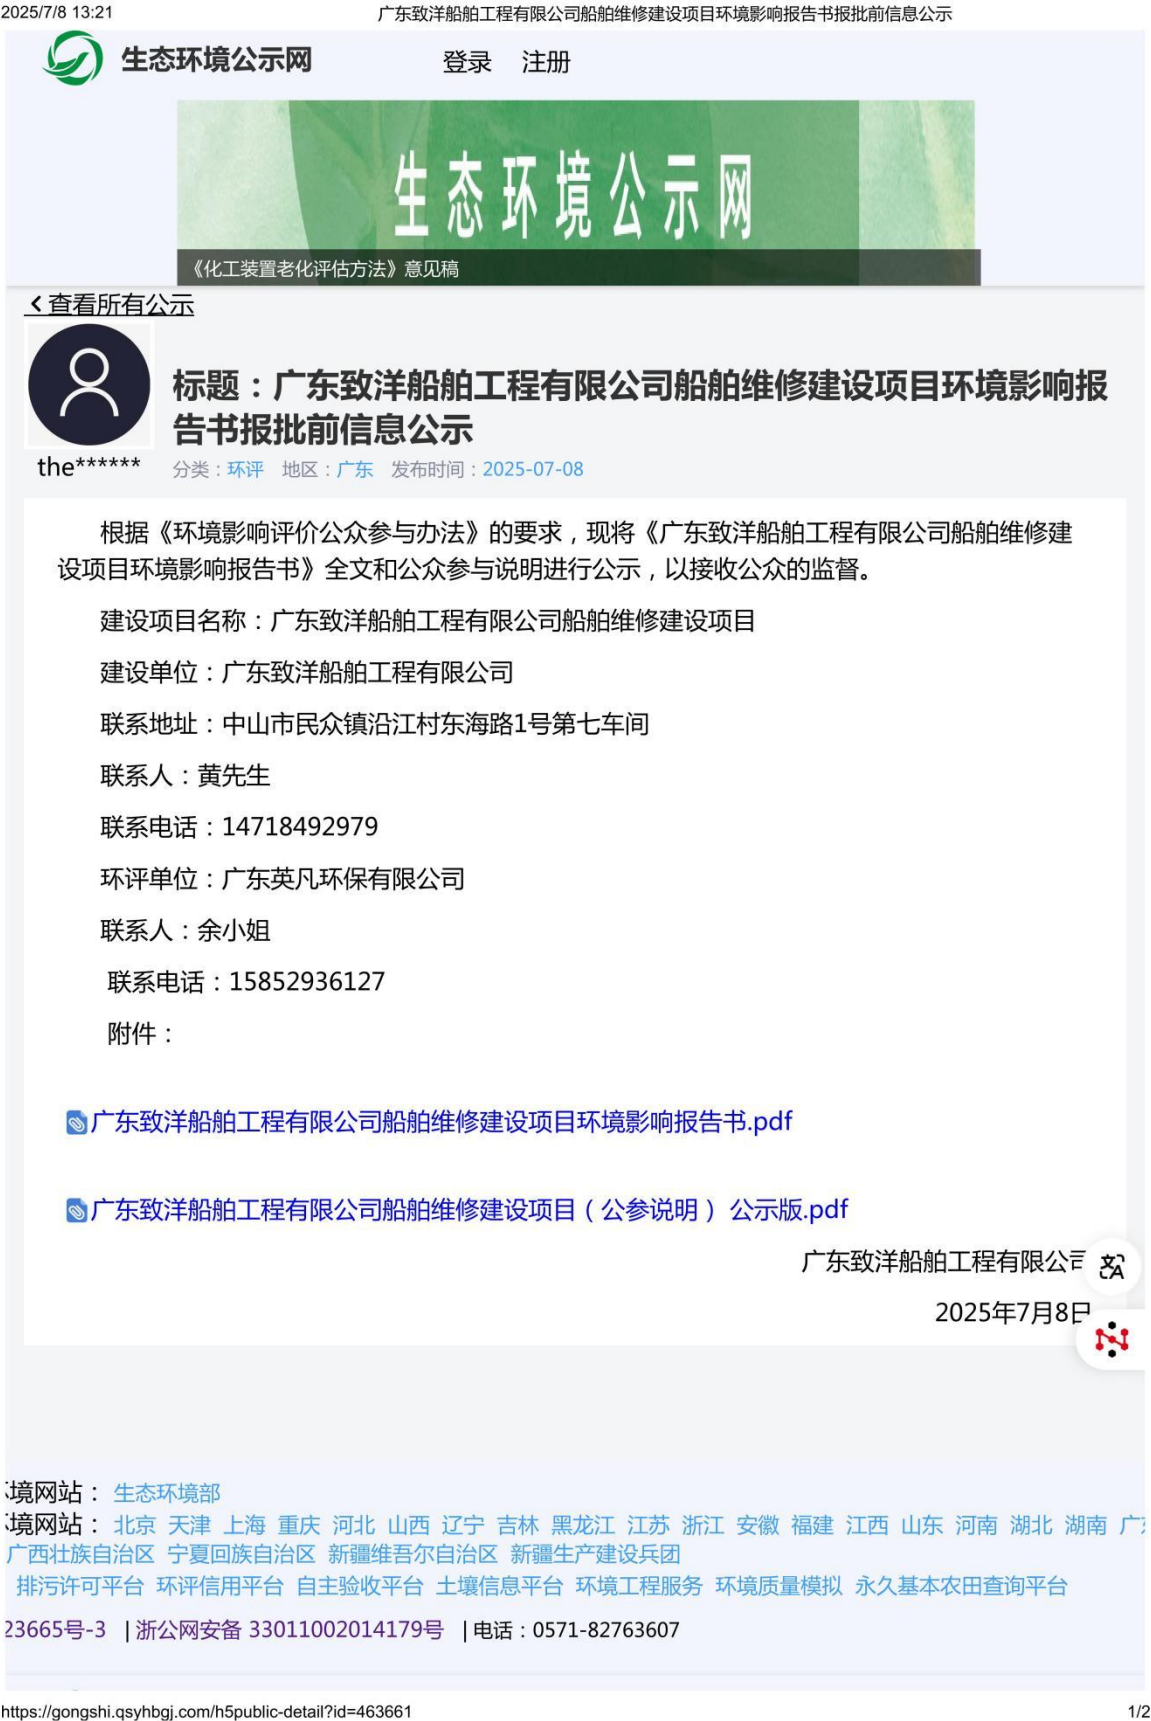 2025/7/8 13:21
广东致洋船舶工程有限公司船舶维修建设项目环境影响报告书报批前信息公示
生态环境公示网
登录 注册
生态环境公示网
《化工装置老化评估方法》意见稿
查看所有公示
标题：广东致洋船舶工程有限公司船舶维修建设项目环境影响报
告书报批前信息公示
the******
分类：环评 地区：广东 发布时间：2025-07-08
根据《环境影响评价公众参与办法》的要求，现将《广东致洋船舶工程有限公司船舶维修建
设项目环境影响报告书》全文和公众参与说明进行公示，以接收公众的监督。
建设项目名称：广东致洋船舶工程有限公司船舶维修建设项目
建设单位：广东致洋船舶工程有限公司
联系地址：中山市民众镇沿江村东海路1号第七车间
联系人：黄先生
联系电话：14718492979
环评单位：广东英凡环保有限公司
联系人：余小姐
联系电话：15852936127
附件：
广东致洋船舶工程有限公司船舶维修建设项目环境影响报告书.pdf
广东致洋船舶工程有限公司船舶维修建设项目（公参说明） 公示版.pdf
广东致洋船舶工程有限公司
2025年7月8日
境网站： 生态环境部
境网站： 北京 天津 上海 重庆 河北 山西 辽宁 吉林 黑龙江 江苏 浙江 安徽 福建 江西 山东 河南 湖北 湖南 广
广西壮族自治区 宁夏回族自治区 新疆维吾尔自治区 新疆生产建设兵团
排污许可平台 环评信用平台 自主验收平台 土壤信息平台 环境工程服务 环境质量模拟 永久基本农田查询平台
23665号-3 | 浙公网安备 33011002014179号 | 电话：0571-82763607
https://gongshi.qsyhbgj.com/h5public-detail?id=463661
1/2